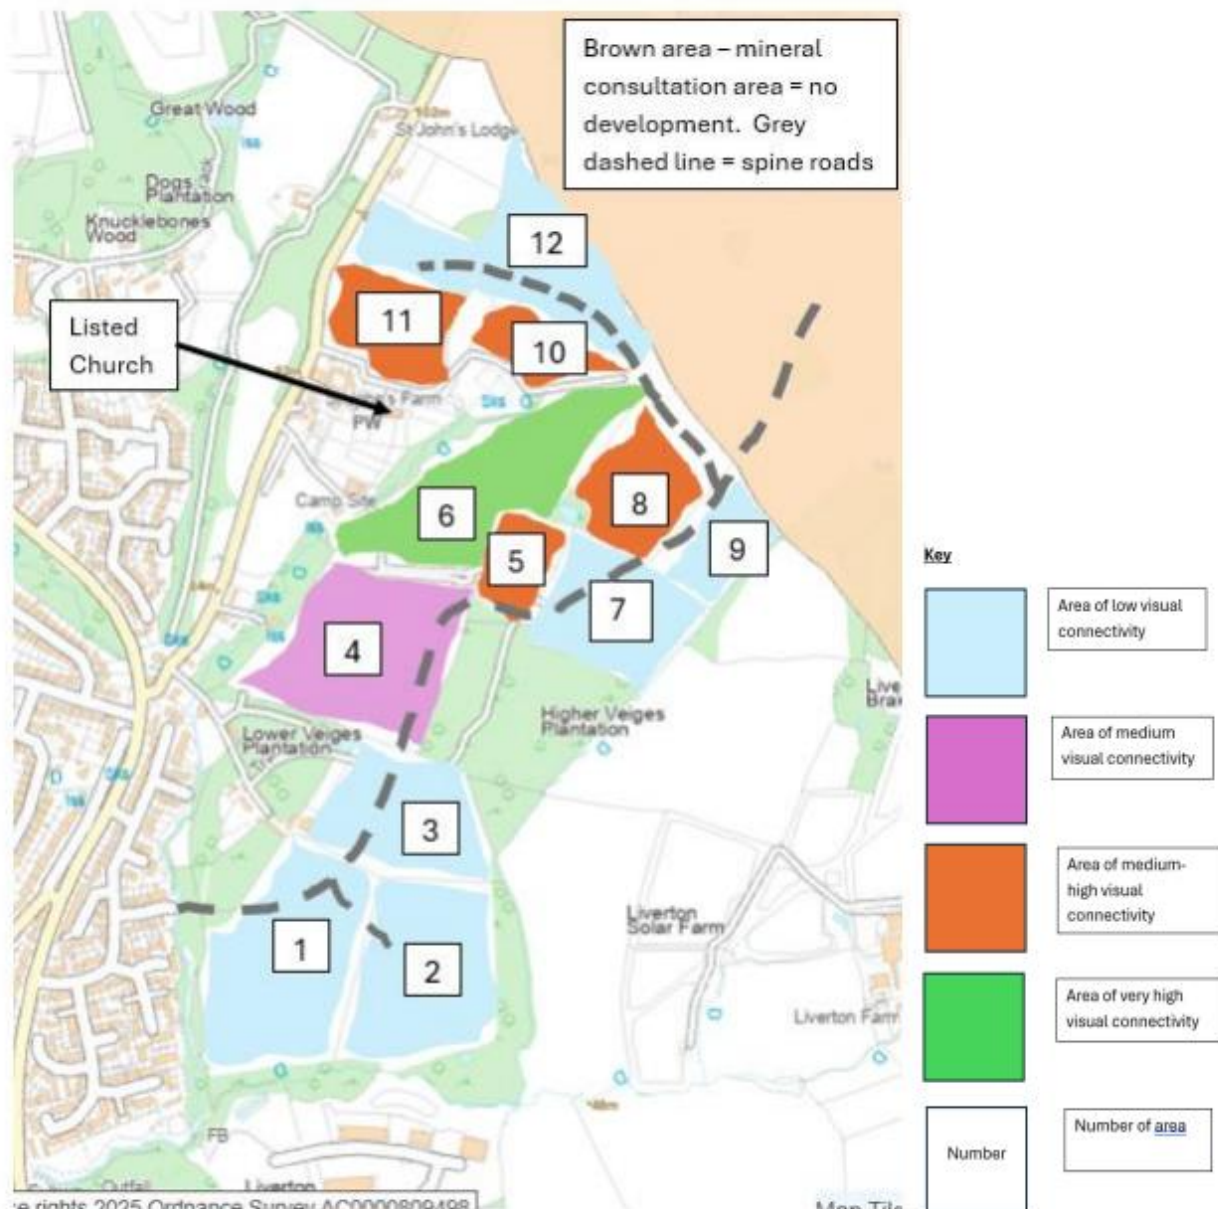 Brown area – mineral
consultation area = no
development. Grey
dashed line = spine roads
Great Wood
St John's Lodge
Dogs
Plantation
Track
Knucklebones
Wood
12
11
10
Listed
Church
Farm
PW
Camp Site
6
8
5
9
7
4
Lower Veiges
Plantation
Higher Veiges
Plantation
3
1
2
Liverton
Solar Farm
Liverton Farm
FB
Outfall
Liverton
rights 2025 Ordnance Survey AC0000809498
Key
Area of low visual
connectivity
Area of medium
visual connectivity
Area of medium-
high visual
connectivity
Area of very high
visual connectivity
Number
Number of area